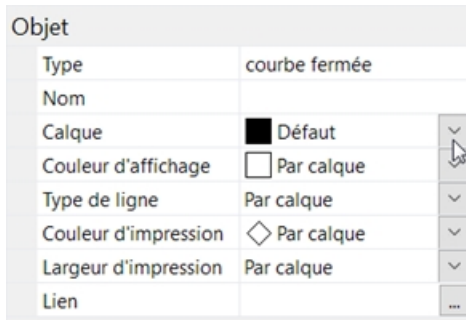 Objet
Type courbe fermée
Nom
Calque Défaut
Couleur d'affichage Par calque
Type de ligne Par calque
Couleur d'impression Par calque
Largeur d'impression Par calque
Lien ...